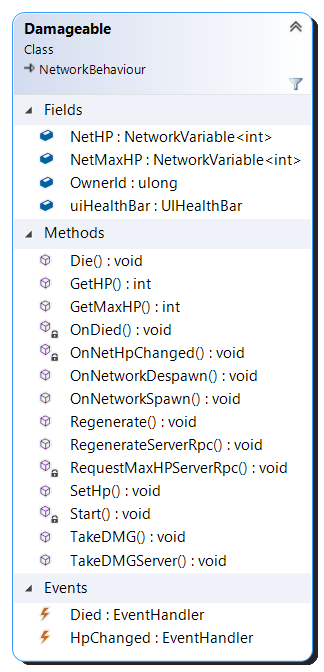 Damageable
Class
NetworkBehaviour
Fields
NetHP : NetworkVariable<int>
NetMaxHP : NetworkVariable<int>
OwnerId : ulong
uiHealthBar : UIHealthBar
Methods
Die() : void
GetHP() : int
GetMaxHP() : int
OnDied() : void
OnNetHpChanged() : void
OnNetworkDespawn() : void
OnNetworkSpawn() : void
Regenerate() : void
RegenerateServerRpc() : void
RequestMaxHPServerRpc() : void
SetHp() : void
Start() : void
TakeDMG() : void
TakeDMGServer() : void
Events
Died : EventHandler
HpChanged : EventHandler